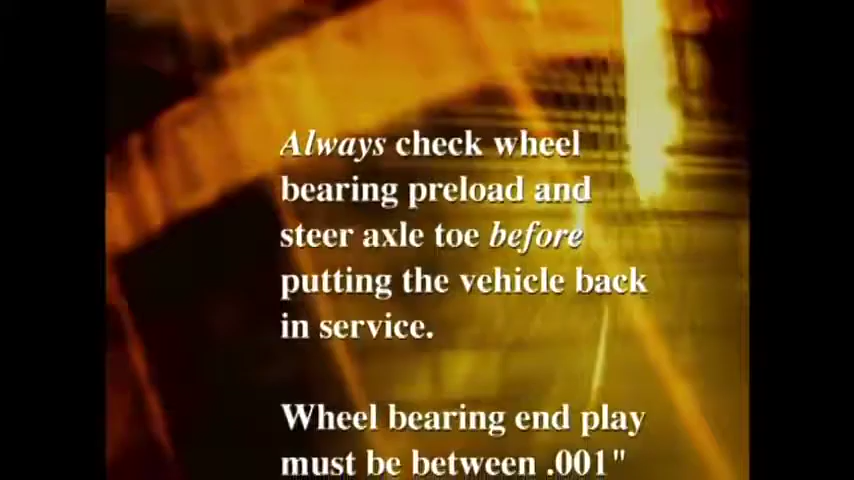 Always check wheel
bearing preload and
steer axle toe before
putting the vehicle back
in service.
Wheel bearing end play
must be between .001"